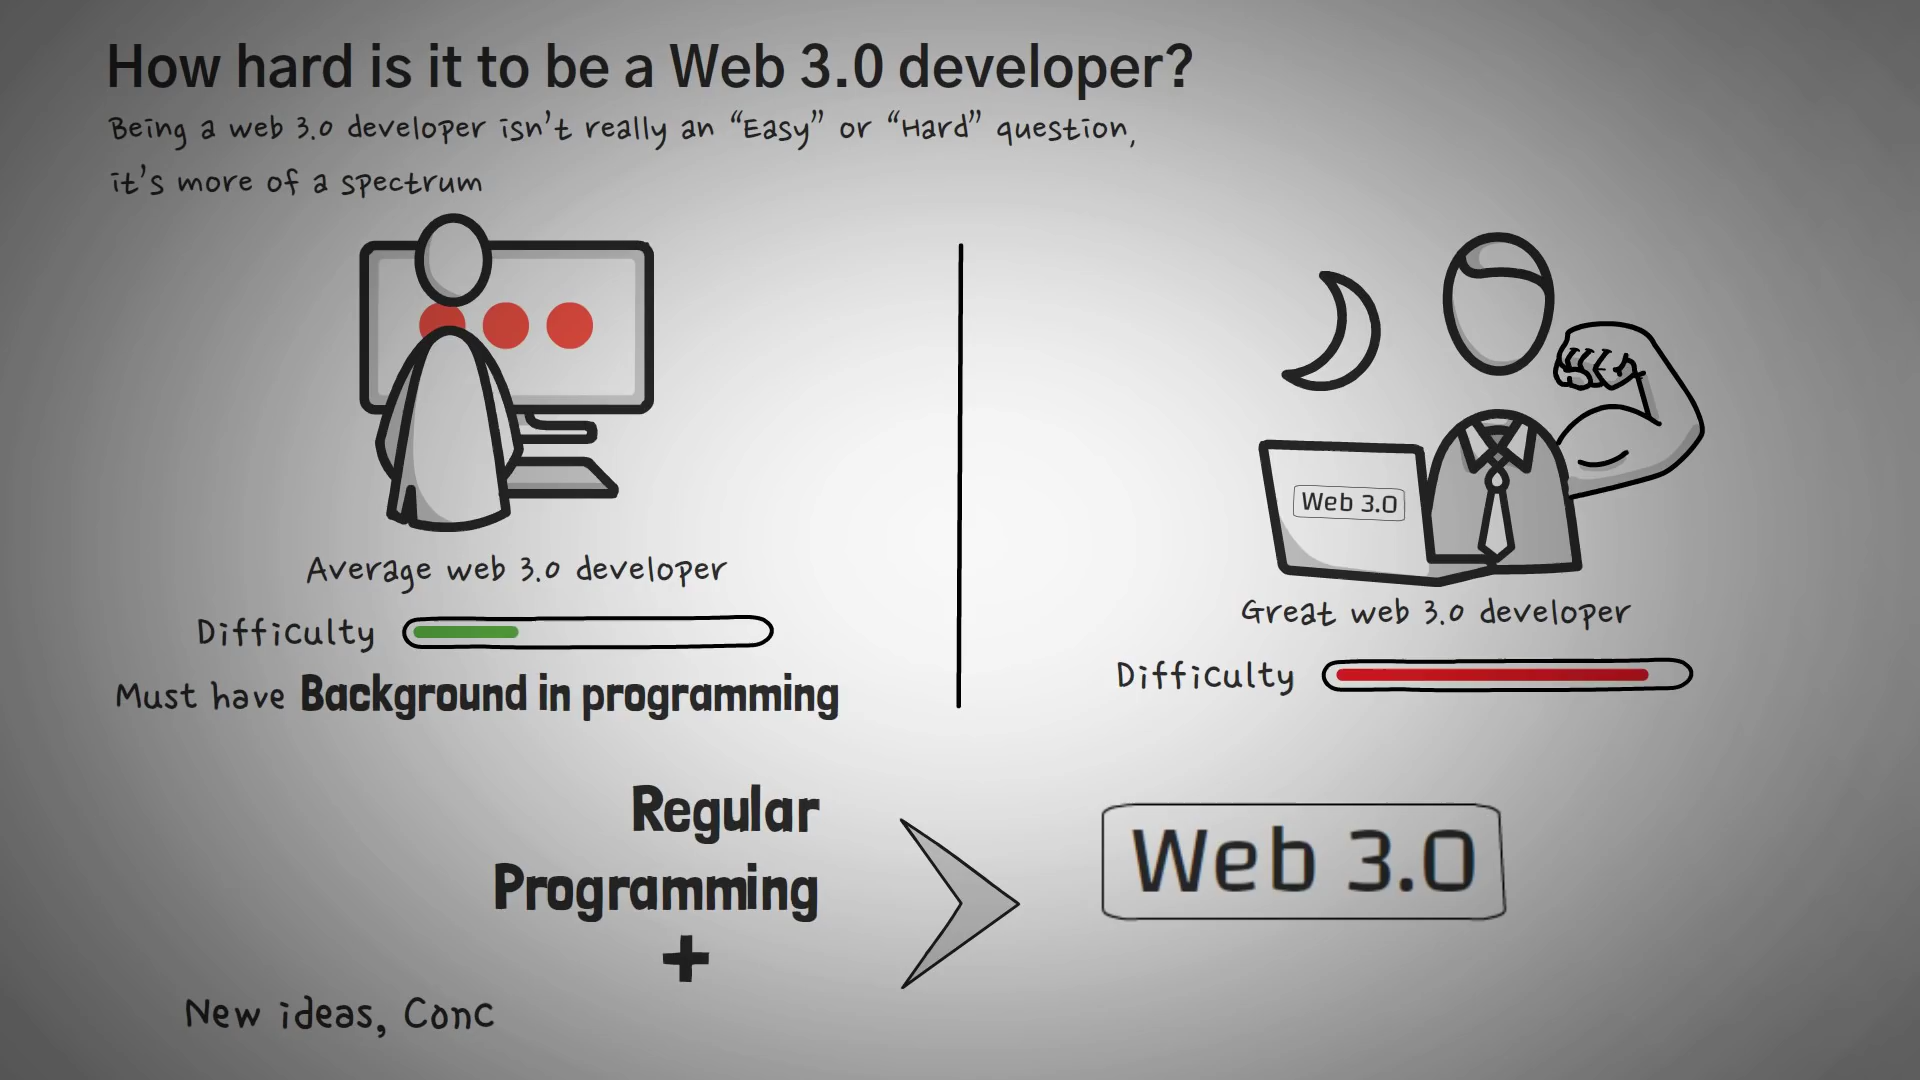 How hard is it to be a Web 3.0 developer?
Being a web 3.0 developer isn't really an “Easy” or “Hard” question,
it's more of a spectrum
Web 3.0
Average web 3.0 developer
Great web 3.0 developer
Difficulty
Difficulty
Must have Background in programming
Regular
Programming
+
Web 3.0
New ideas, Conc